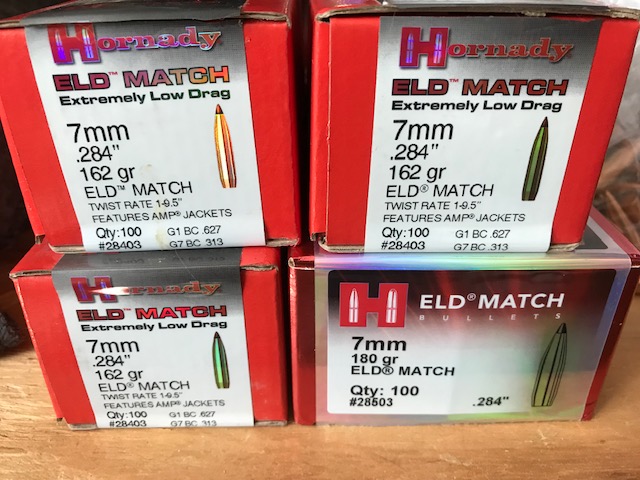 Hornady
ELD™ MATCH
Extremely Low Drag
7mm
.284"
162 gr
ELD™ MATCH
TWIST RATE 1-9.5"
FEATURES AMP® JACKETS
Qty:100 G1 BC .627
#28403 G7 BC .313
Hornady
ELD™ MATCH
Extremely Low Drag
7mm
.284"
162 gr
ELD® MATCH
TWIST RATE 1-9.5"
FEATURES AMP® JACKETS
Qty:100 G1 BC .627
#28403 G7 BC .313
Hornady
ELD™ MATCH
Extremely Low Drag
7mm
.284"
162 gr
ELD® MATCH
TWIST RATE 1-9.5"
FEATURES AMP® JACKETS
Qty:100 G1 BC .627
#28403 G7 BC .313
H ELD® MATCH
BULLETS
7mm
180 gr
ELD® MATCH
Qty: 100
#28503 .284"